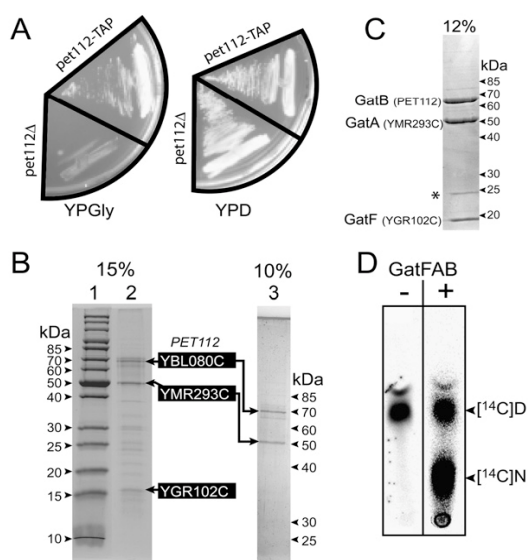 A
pet112-TAP
pet112Δ
YPGly
pet112-TAP
pet112Δ
YPD
B
15%
1 2
kDa
85
70
60
50
40
30
25
20
15
10
PET112
YBL080C
YMR293C
YGR102C
10%
3
kDa
85
70
60
50
40
30
25
C
12%
kDa
85
70
60
50
40
30
25
20
GatB (PET112)
GatA (YMR293C)
*
GatF (YGR102C)
D
GatFAB
- +
[14C]D
[14C]N